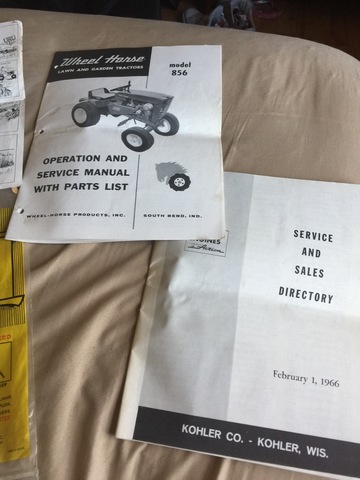 Wheel Horse
LAWN AND GARDEN TRACTORS
model
856
OPERATION AND
SERVICE MANUAL
WITH PARTS LIST
WHEEL-HORSE PRODUCTS, INC.
SOUTH BEND, IND.
SERVICE
AND
SALES
DIRECTORY
February 1, 1966
KOHLER CO. - KOHLER, WIS.